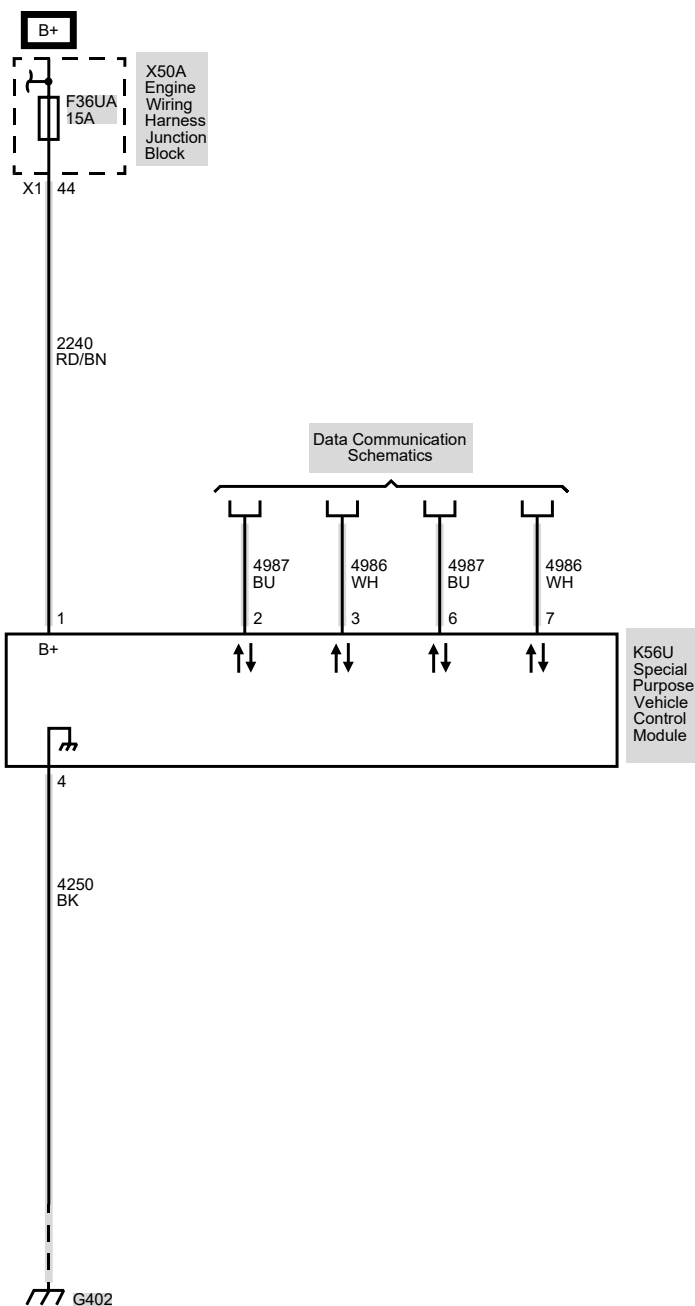 B+
F36UA
15A
X50A
Engine
Wiring
Harness
Junction
Block
X1 44
2240
RD/BN
Data Communication
Schematics
4987
BU
4986
WH
4987
BU
4986
WH
1
2
3
6
7
B+
K56U
Special
Purpose
Vehicle
Control
Module
4
4250
BK
G402